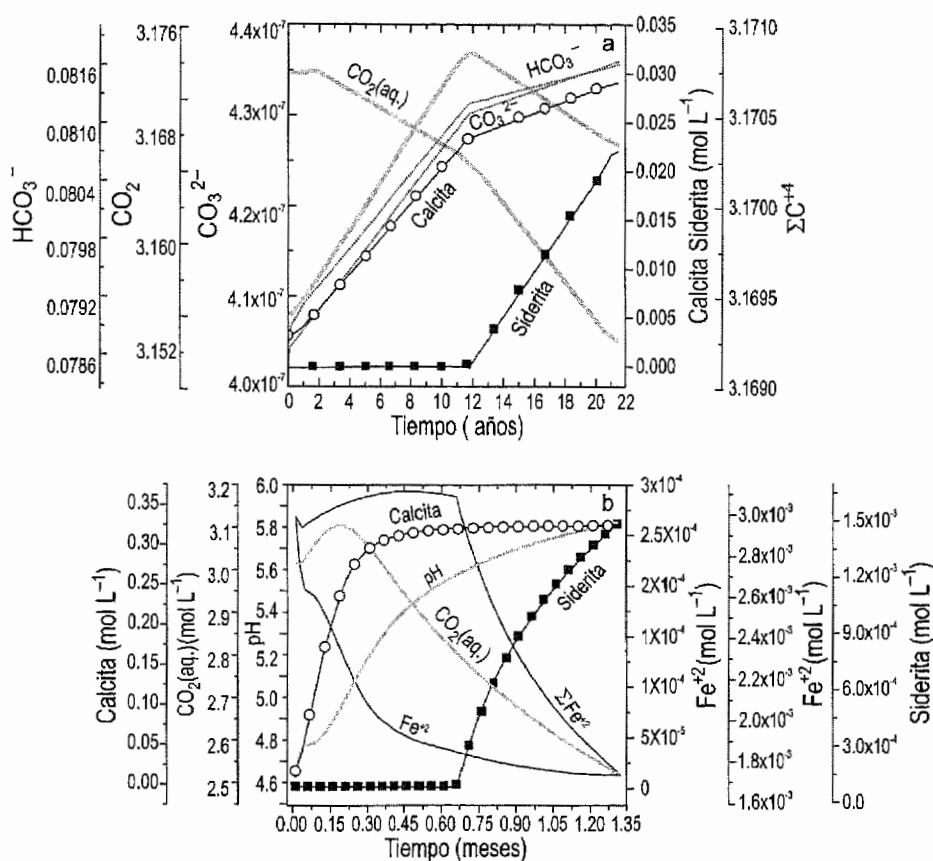 a
HCO₃⁻
0.0816
0.0810
0.0804
0.0798
0.0792
0.0786
CO₂
3.176
3.168
3.160
3.152
CO₃²⁻
4.4x10⁻⁷
4.3x10⁻⁷
4.2x10⁻⁷
4.1x10⁻⁷
4.0x10⁻⁷
CO₂(aq.)
HCO₃⁻
CO₃²⁻
Calcita
Siderita
0.035
0.030
0.025
0.020
0.015
0.010
0.005
0.000
Calcita Siderita (mol L⁻¹)
3.1710
3.1705
3.1700
3.1695
3.1690
ΣC⁺⁴
0 2 4 6 8 10 12 14 16 18 20 22
Tiempo ( años)
b
Calcita (mol L⁻¹)
0.35
0.30
0.25
0.20
0.15
0.10
0.05
0.00
CO₂(aq.)(mol L⁻¹)
3.2
3.1
3.0
2.9
2.8
2.7
2.6
2.5
pH
6.0
5.8
5.6
5.4
5.2
5.0
4.8
4.6
Calcita
pH
CO₂(aq.)
Siderita
Fe⁺²
ΣFe⁺²
3x10⁻⁴
2x10⁻⁴
2x10⁻⁴
1x10⁻⁴
1x10⁻⁴
5X10⁻⁵
0
Fe⁺²(mol L⁻¹)
3.0x10⁻³
2.8x10⁻³
2.6x10⁻³
2.4x10⁻³
2.2x10⁻³
2.0x10⁻³
1.8x10⁻³
1.6x10⁻³
Fe⁺²(mol L⁻¹)
1.5x10⁻³
1.2x10⁻³
9.0x10⁻⁴
6.0x10⁻⁴
3.0x10⁻⁴
0.0
Siderita (mol L⁻¹)
0.00 0.15 0.30 0.45 0.60 0.75 0.90 1.05 1.20 1.35
Tiempo (meses)